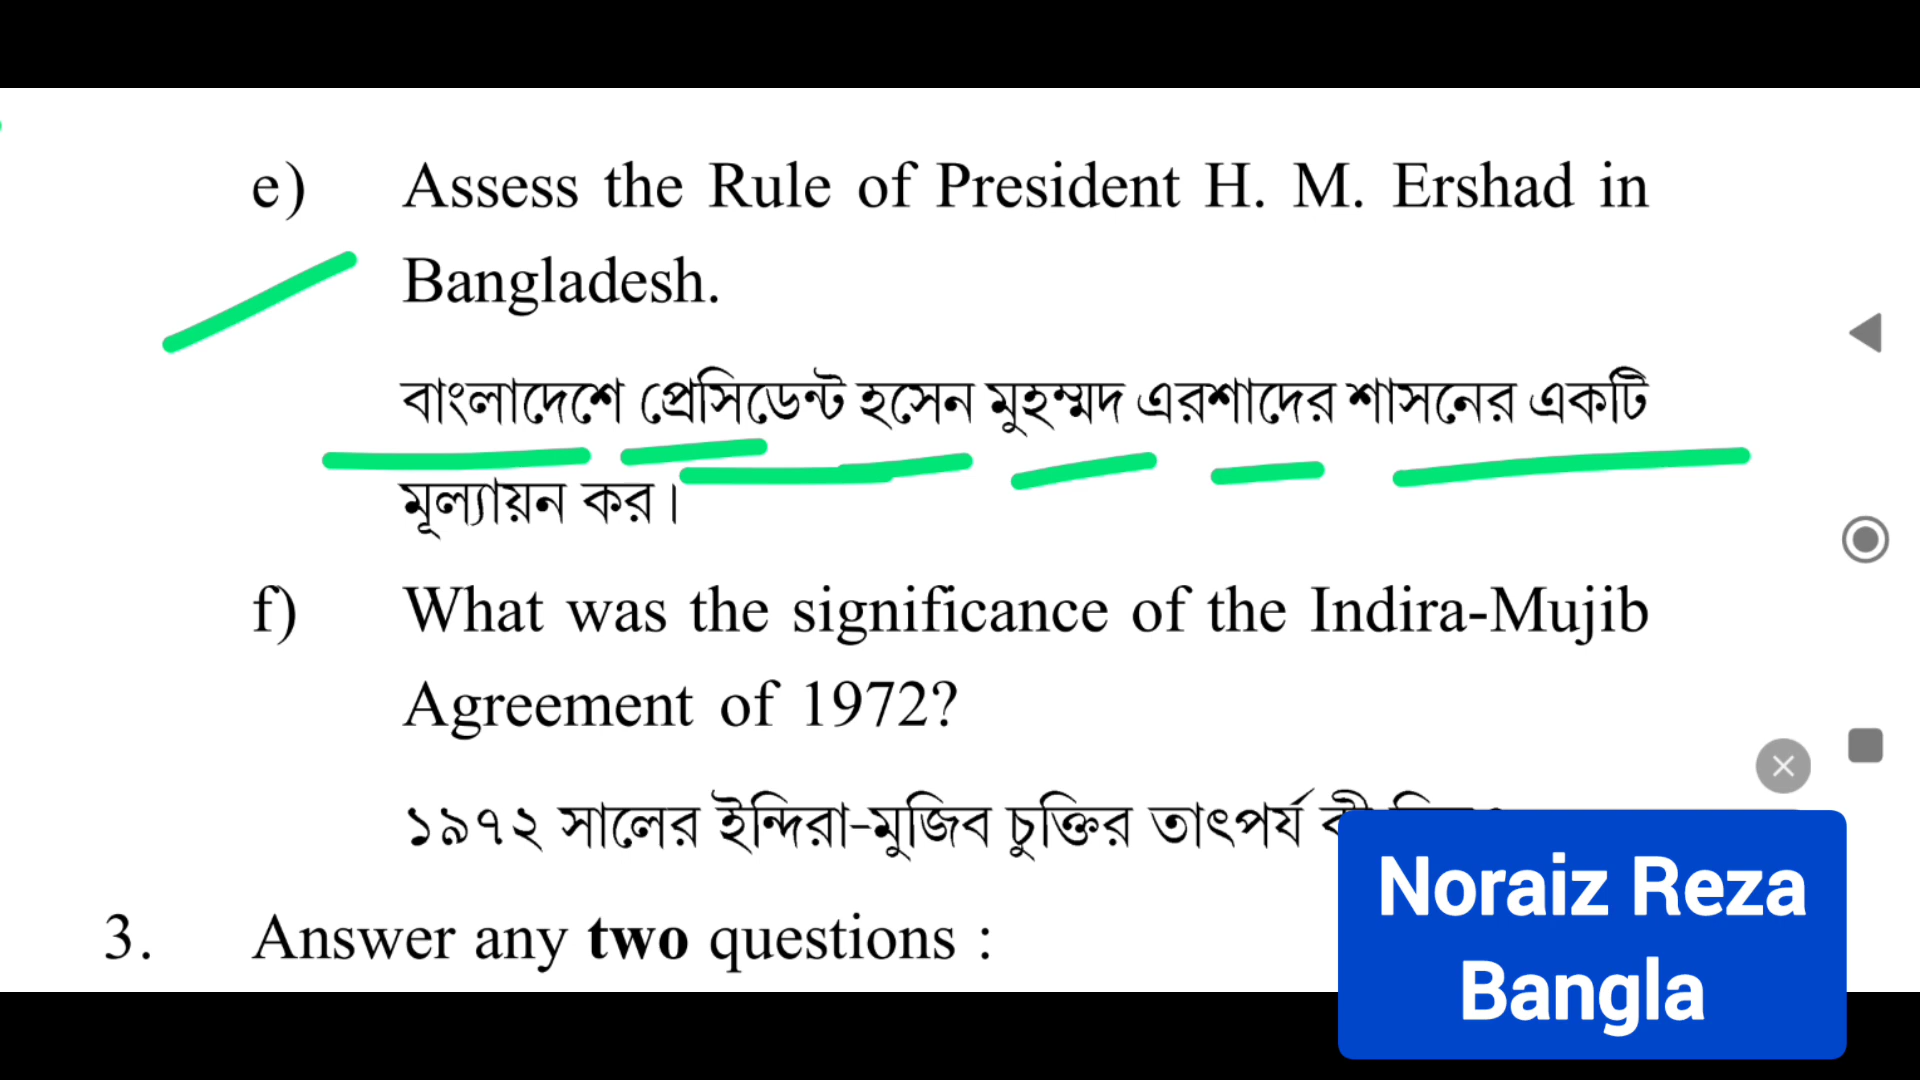 e) Assess the Rule of President H. M. Ershad in
Bangladesh.
বাংলাদেশে প্রেসিডেন্ট হসেন মুহম্মদ এরশাদের শাসনের একটি
মূল্যায়ন কর।
f) What was the significance of the Indira-Mujib
Agreement of 1972?
১৯৭২ সালের ইন্দিরা-মুজিব চুক্তির তাৎপর্য
3. Answer any two questions :
Noraiz Reza
Bangla